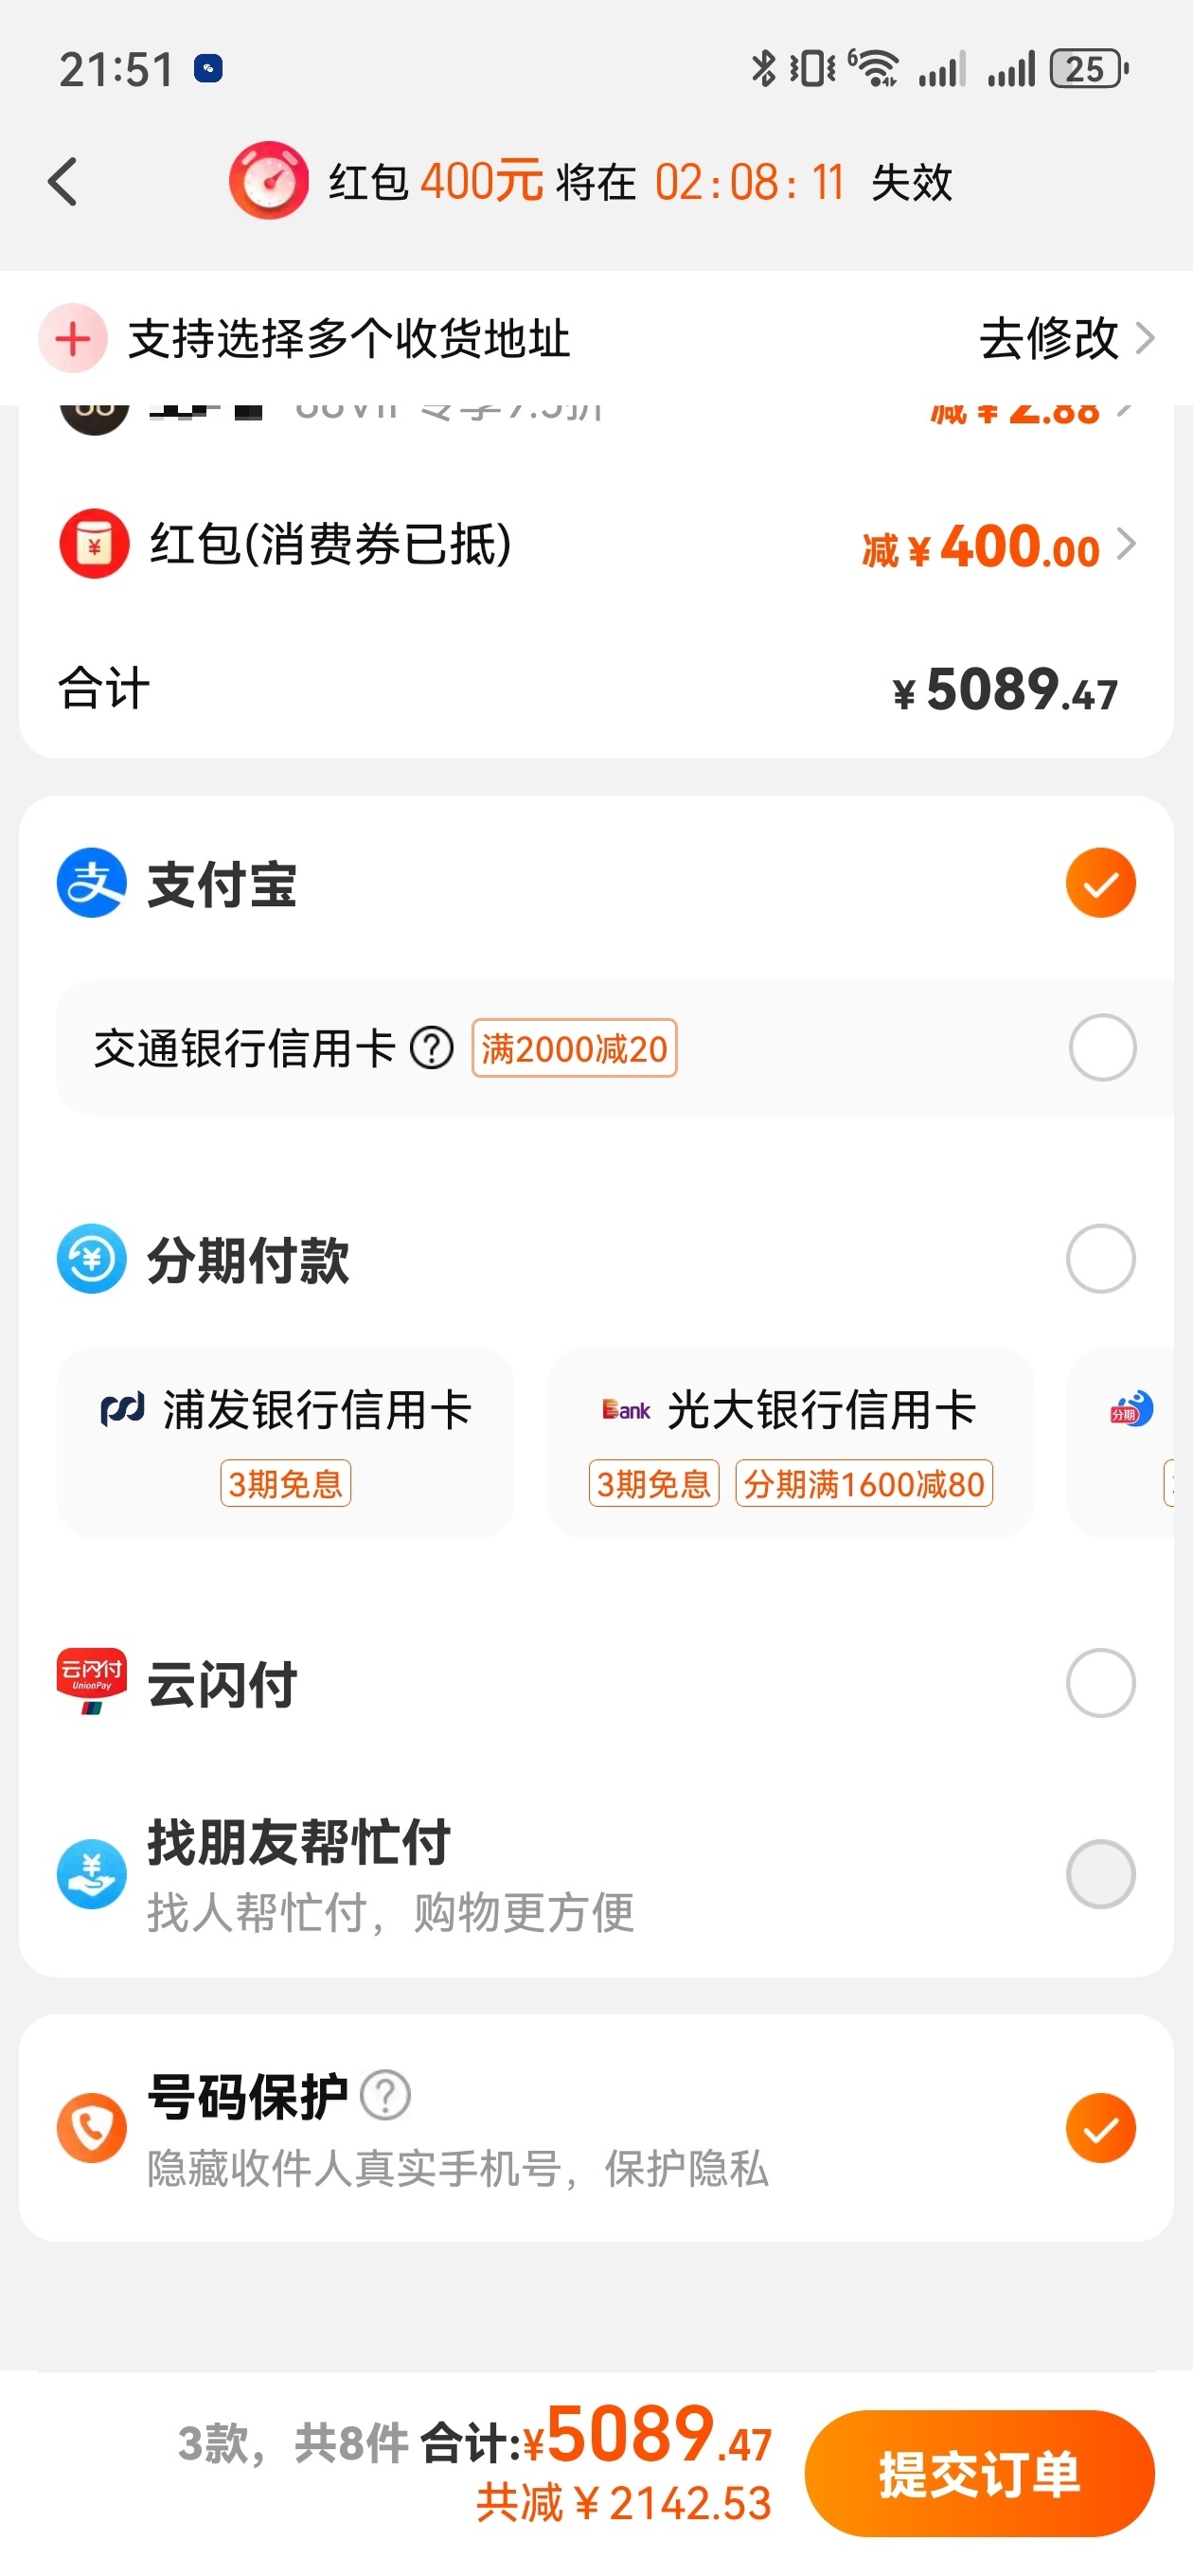 21:51
6
25
红包 400元 将在 02:08:11 失效
支持选择多个收货地址
去修改
减¥2.88
红包(消费券已抵)
减¥400.00
合计
¥5089.47
支付宝
交通银行信用卡 ? 满2000减20
分期付款
浦发银行信用卡
3期免息
Bank 光大银行信用卡
3期免息 分期满1600减80
分期
云闪付 UnionPay
云闪付
找朋友帮忙付
找人帮忙付，购物更方便
号码保护 ?
隐藏收件人真实手机号，保护隐私
3款，共8件 合计:¥5089.47
共减¥2142.53
提交订单